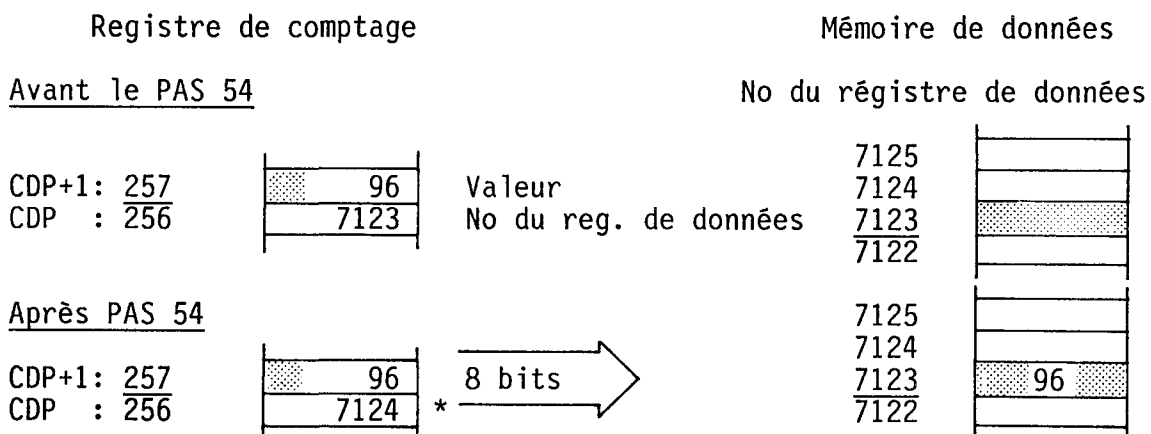 Registre de comptage Mémoire de données
Avant le PAS 54 No du régistre de données
7125
CDP+1: 257 96 Valeur 7124
CDP : 256 7123 No du reg. de données 7123
7122
Après PAS 54 7125
7124
CDP+1: 257 96 8 bits 7123 96
CDP : 256 7124 * 7122